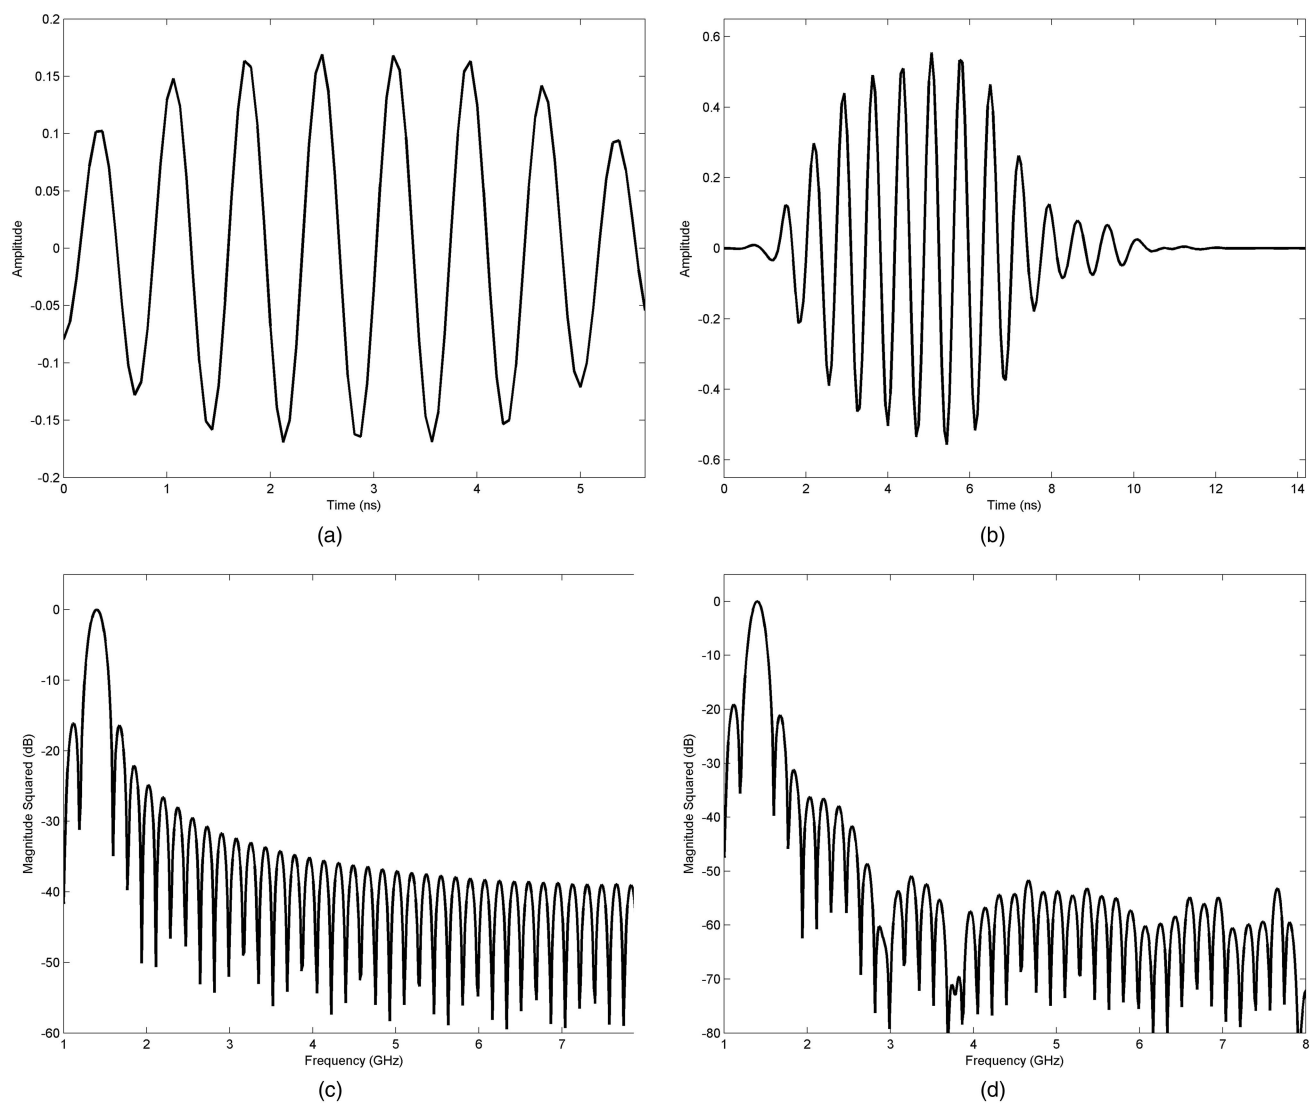 0.2
0.15
0.1
0.05
0
-0.05
-0.1
-0.15
-0.2
Amplitude
0 1 2 3 4 5
Time (ns)
(a)
0.6
0.4
0.2
0
-0.2
-0.4
-0.6
Amplitude
0 2 4 6 8 10 12 14
Time (ns)
(b)
0
-10
-20
-30
-40
-50
-60
Magnitude Squared (dB)
1 2 3 4 5 6 7
Frequency (GHz)
(c)
0
-10
-20
-30
-40
-50
-60
-70
-80
Magnitude Squared (dB)
1 2 3 4 5 6 7 8
Frequency (GHz)
(d)